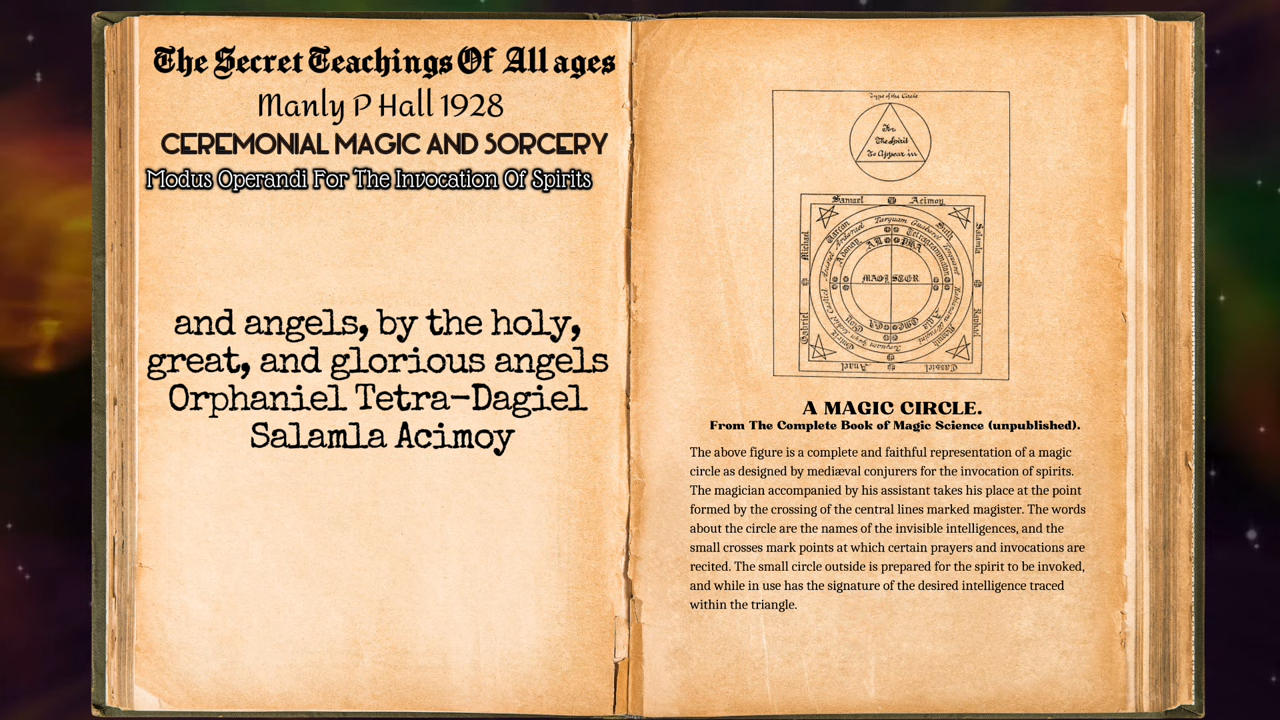 The Secret Teachings Of All ages
Manly P Hall 1928
CEREMONIAL MAGIC AND SORCERY
Modus Operandi For The Invocation Of Spirits
and angels, by the holy,
great, and glorious angels
Orphaniel Tetra-Dagiel
Salamla Acimoy
Type of the Circle
For
The Spirit
To Appear in
Samael Acimoy
Michael
Salamla
MAGISTER
Gabriel
Raphael
Anael
Cassiel
A MAGIC CIRCLE.
From The Complete Book of Magic Science (unpublished).
The above figure is a complete and faithful representation of a magic
circle as designed by mediæval conjurers for the invocation of spirits.
The magician accompanied by his assistant takes his place at the point
formed by the crossing of the central lines marked magister. The words
about the circle are the names of the invisible intelligences, and the
small crosses mark points at which certain prayers and invocations are
recited. The small circle outside is prepared for the spirit to be invoked,
and while in use has the signature of the desired intelligence traced
within the triangle.